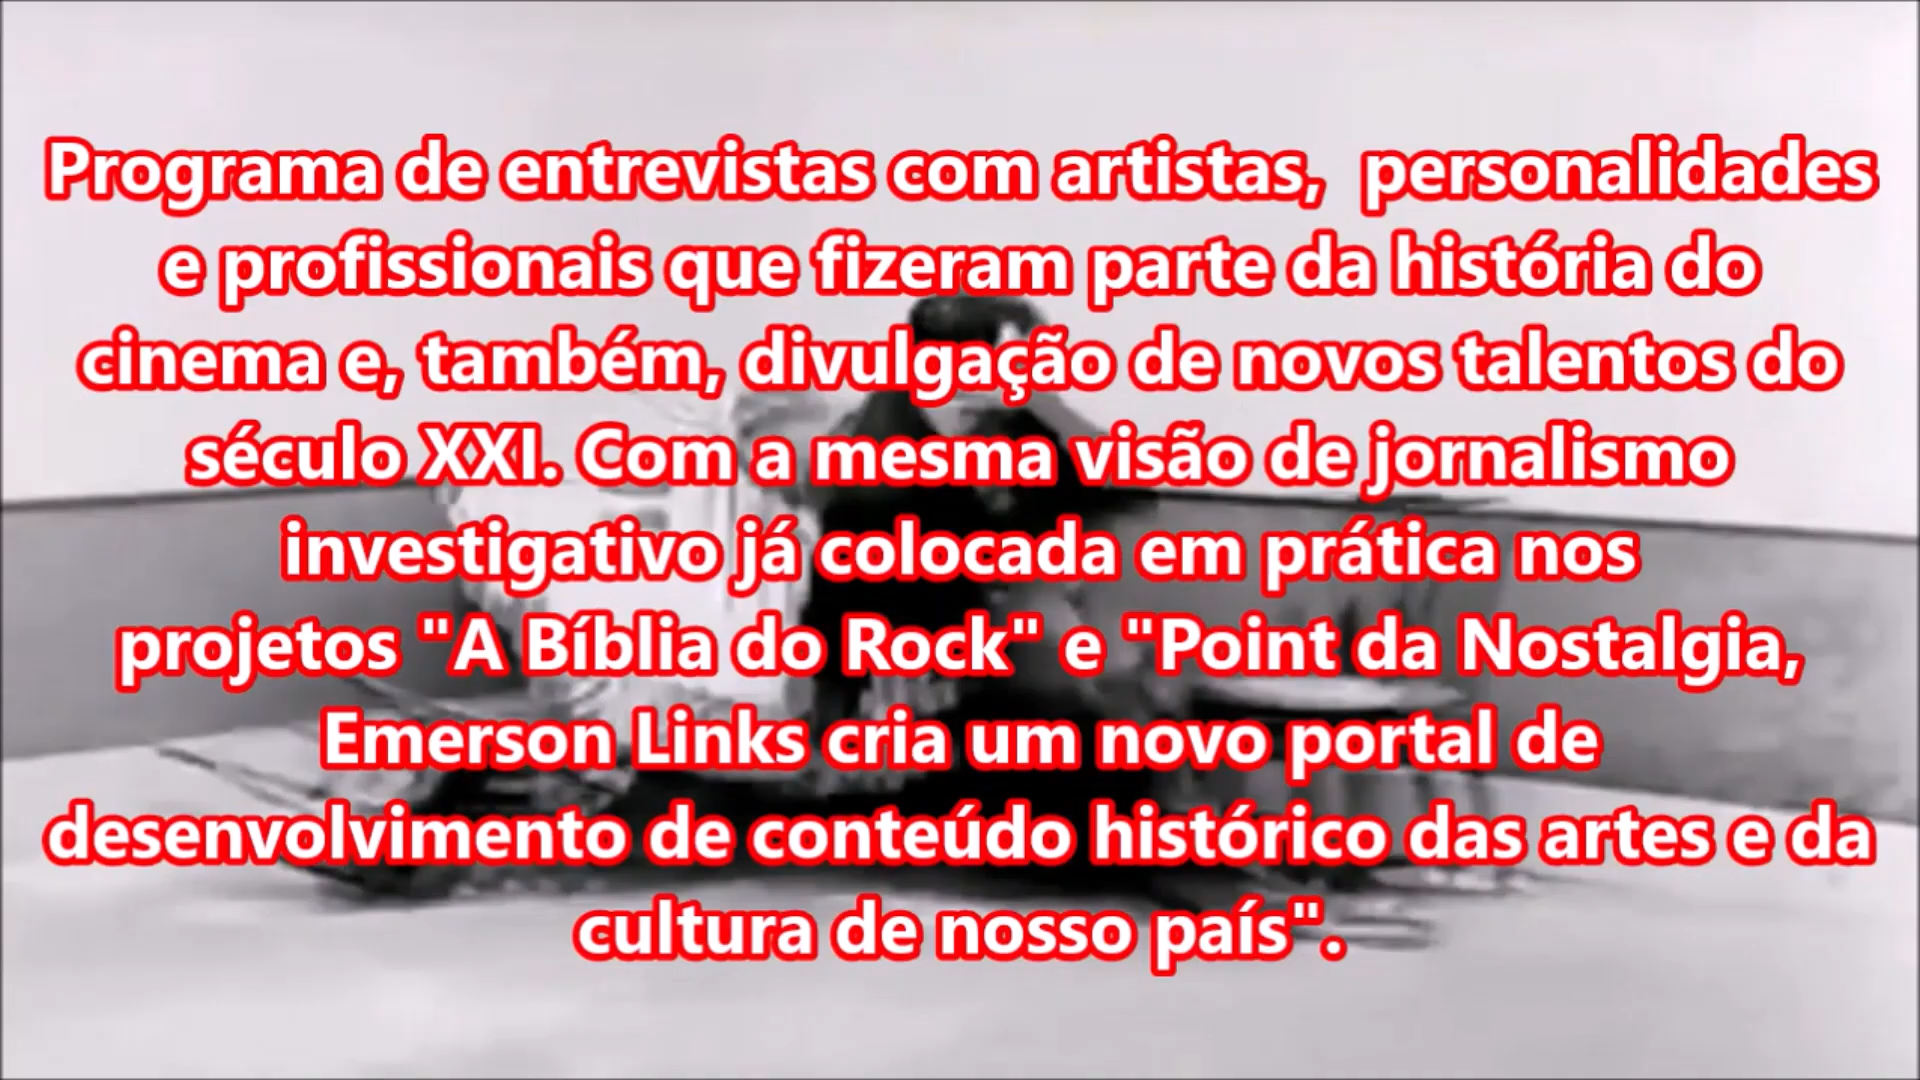 Programa de entrevistas com artistas,  personalidades
e profissionais que fizeram parte da história do
cinema e, também, divulgação de novos talentos do
século XXI. Com a mesma visão de jornalismo
investigativo já colocada em prática nos
projetos "A Bíblia do Rock" e "Point da Nostalgia,
Emerson Links cria um novo portal de
desenvolvimento de conteúdo histórico das artes e da
cultura de nosso país".